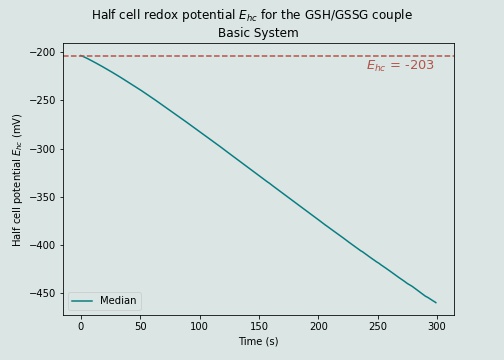 Half cell redox potential E_hc for the GSH/GSSG couple
Basic System
−200
−250
−300
−350
−400
−450
Half cell potential E_hc (mV)
E_hc = -203
Median
0 50 100 150 200 250 300
Time (s)